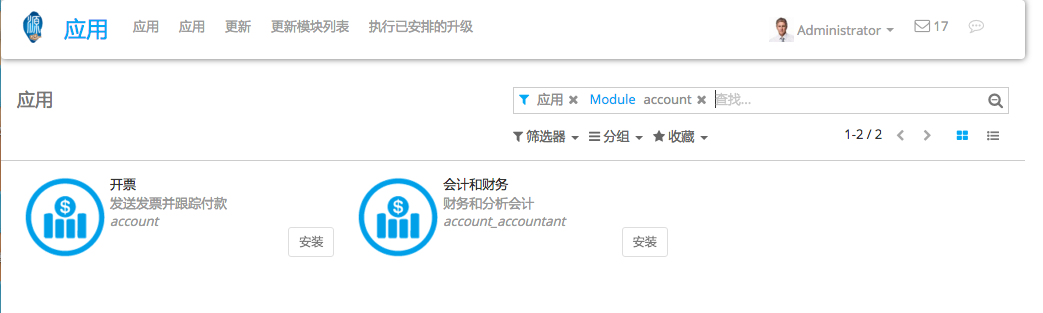 源 应用 应用 应用 更新 更新模块列表 执行已安排的升级 Administrator 17
应用 应用 Module account 查找...
筛选器 分组 收藏 1-2 / 2
开票
发送发票并跟踪付款
account
安装
会计和财务
财务和分析会计
account_accountant
安装